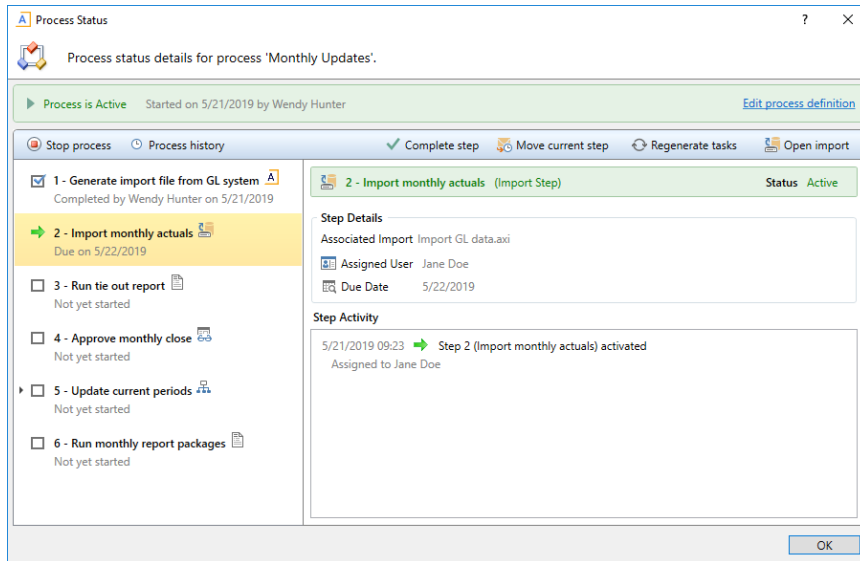 A Process Status ? ×
Process status details for process 'Monthly Updates'.
Process is Active Started on 5/21/2019 by Wendy Hunter Edit process definition
Stop process Process history Complete step Move current step Regenerate tasks Open import
1 - Generate import file from GL system A
Completed by Wendy Hunter on 5/21/2019
2 - Import monthly actuals
Due on 5/22/2019
3 - Run tie out report
Not yet started
4 - Approve monthly close
Not yet started
5 - Update current periods
Not yet started
6 - Run monthly report packages
Not yet started
2 - Import monthly actuals (Import Step) Status Active
Step Details
Associated Import Import GL data.axi
Assigned User Jane Doe
Due Date 5/22/2019
Step Activity
5/21/2019 09:23 Step 2 (Import monthly actuals) activated
Assigned to Jane Doe
OK